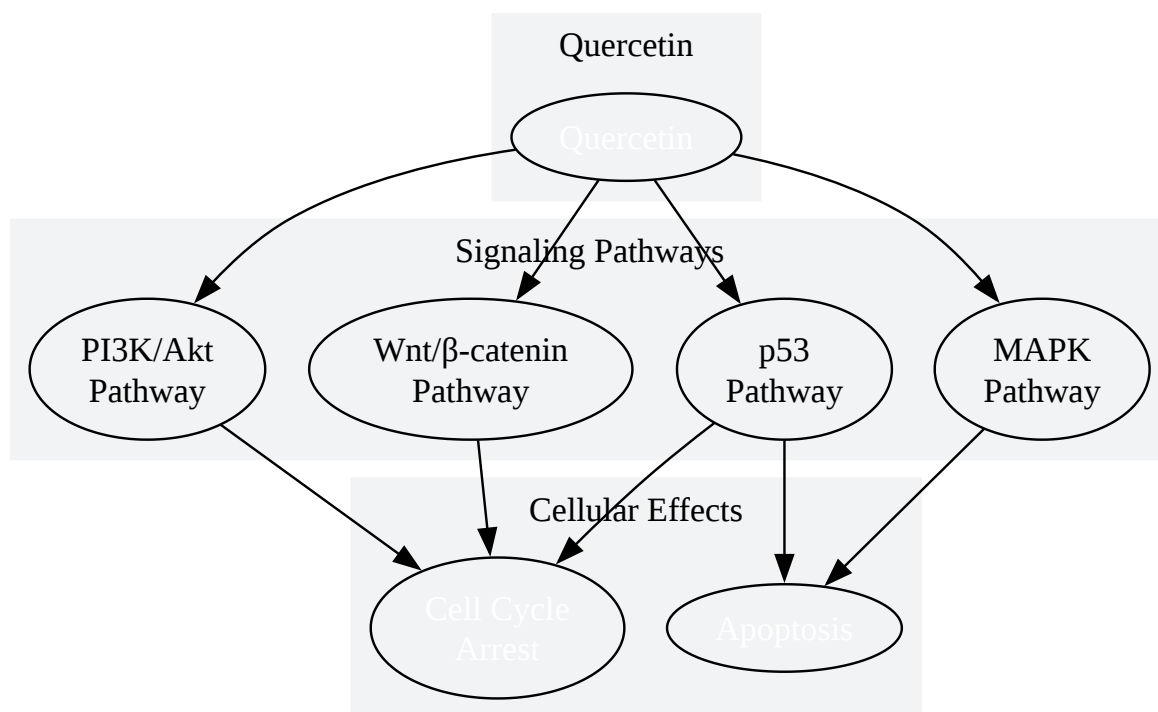 Quercetin
Quercetin
Signaling Pathways
PI3K/Akt
Pathway
Wnt/β-catenin
Pathway
p53
Pathway
MAPK
Pathway
Cellular Effects
Cell Cycle
Arrest
Apoptosis